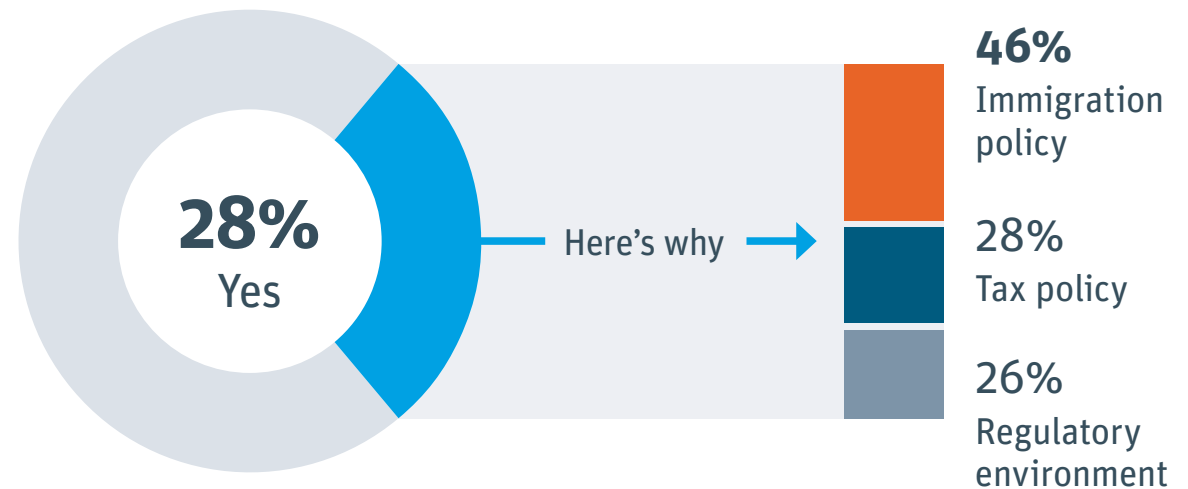 28%
Yes
Here’s why
46%
Immigration
policy
28%
Tax policy
26%
Regulatory
environment